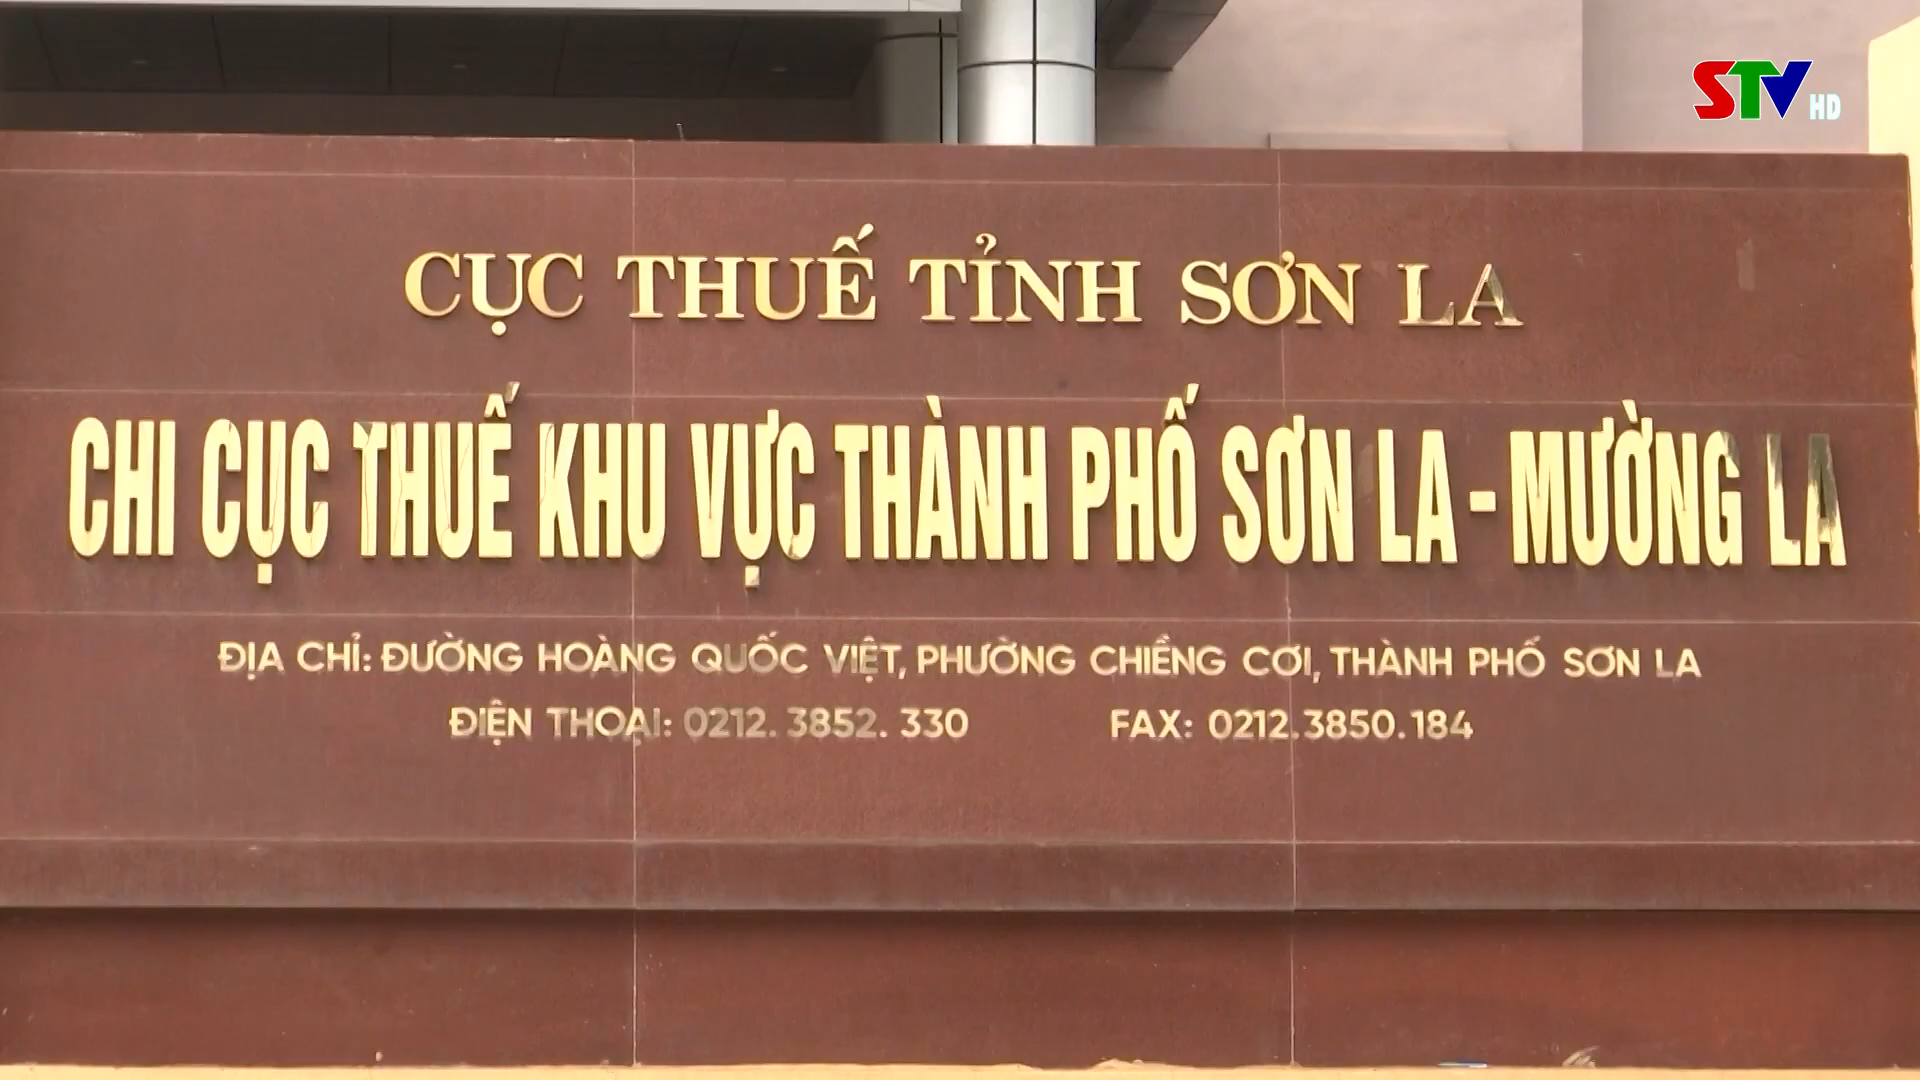 STV HD
CỤC THUẾ TỈNH SƠN LA
CHI CỤC THUẾ KHU VỰC THÀNH PHỐ SƠN LA - MƯỜNG LA
ĐỊA CHỈ: ĐƯỜNG HOÀNG QUỐC VIỆT, PHƯỜNG CHIỀNG CƠI, THÀNH PHỐ SƠN LA
ĐIỆN THOẠI: 0212. 3852. 330 FAX: 0212.3850.184